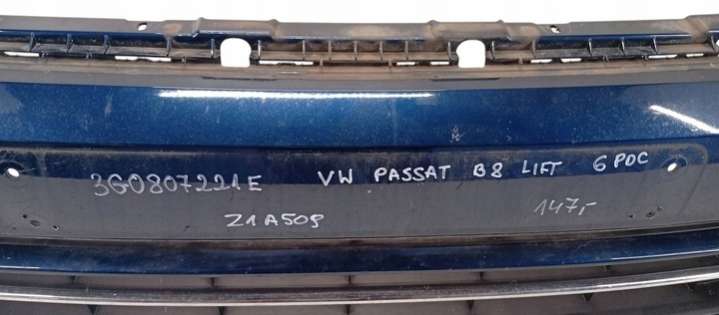 3G0807221E VW PASSAT B8 LIFT 6 PDC
Z1A509 147,-